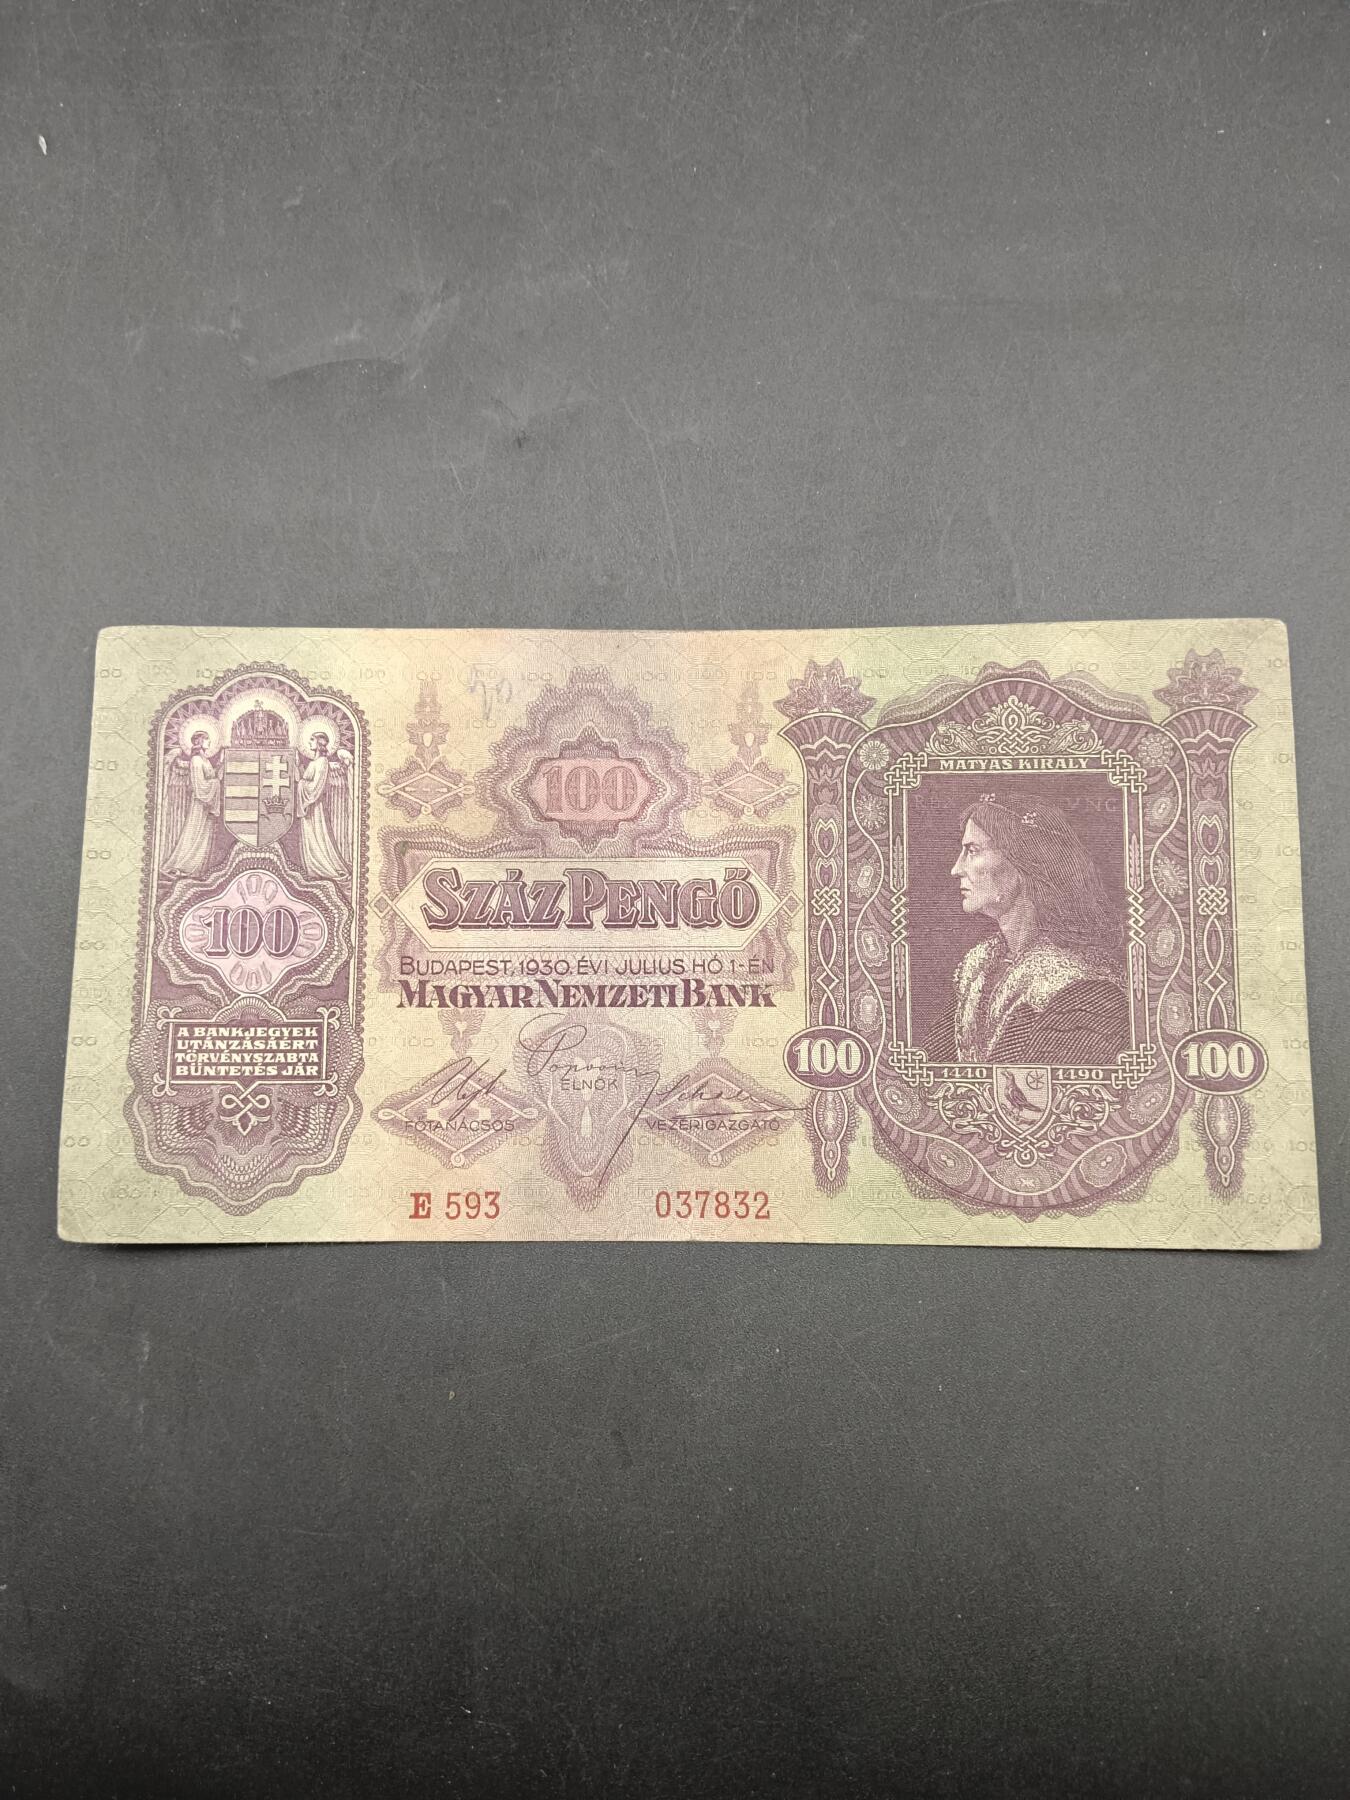 100
SZÁZ PENGŐ
BUDAPEST, 1930. ÉVI JULIUS HÓ 1-ÉN
MAGYAR NEMZETI BANK
ELNÖK
FŐTANÁCSOS
VEZÉRIGAZGATÓ
E 593 037832
100
A BANKJEGYEK
UTÁNZÁSÁÉRT
TÖRVÉNYSZABTA
BÜNTETÉS JÁR
MÁTYÁS KIRÁLY
100 100
1440 1490